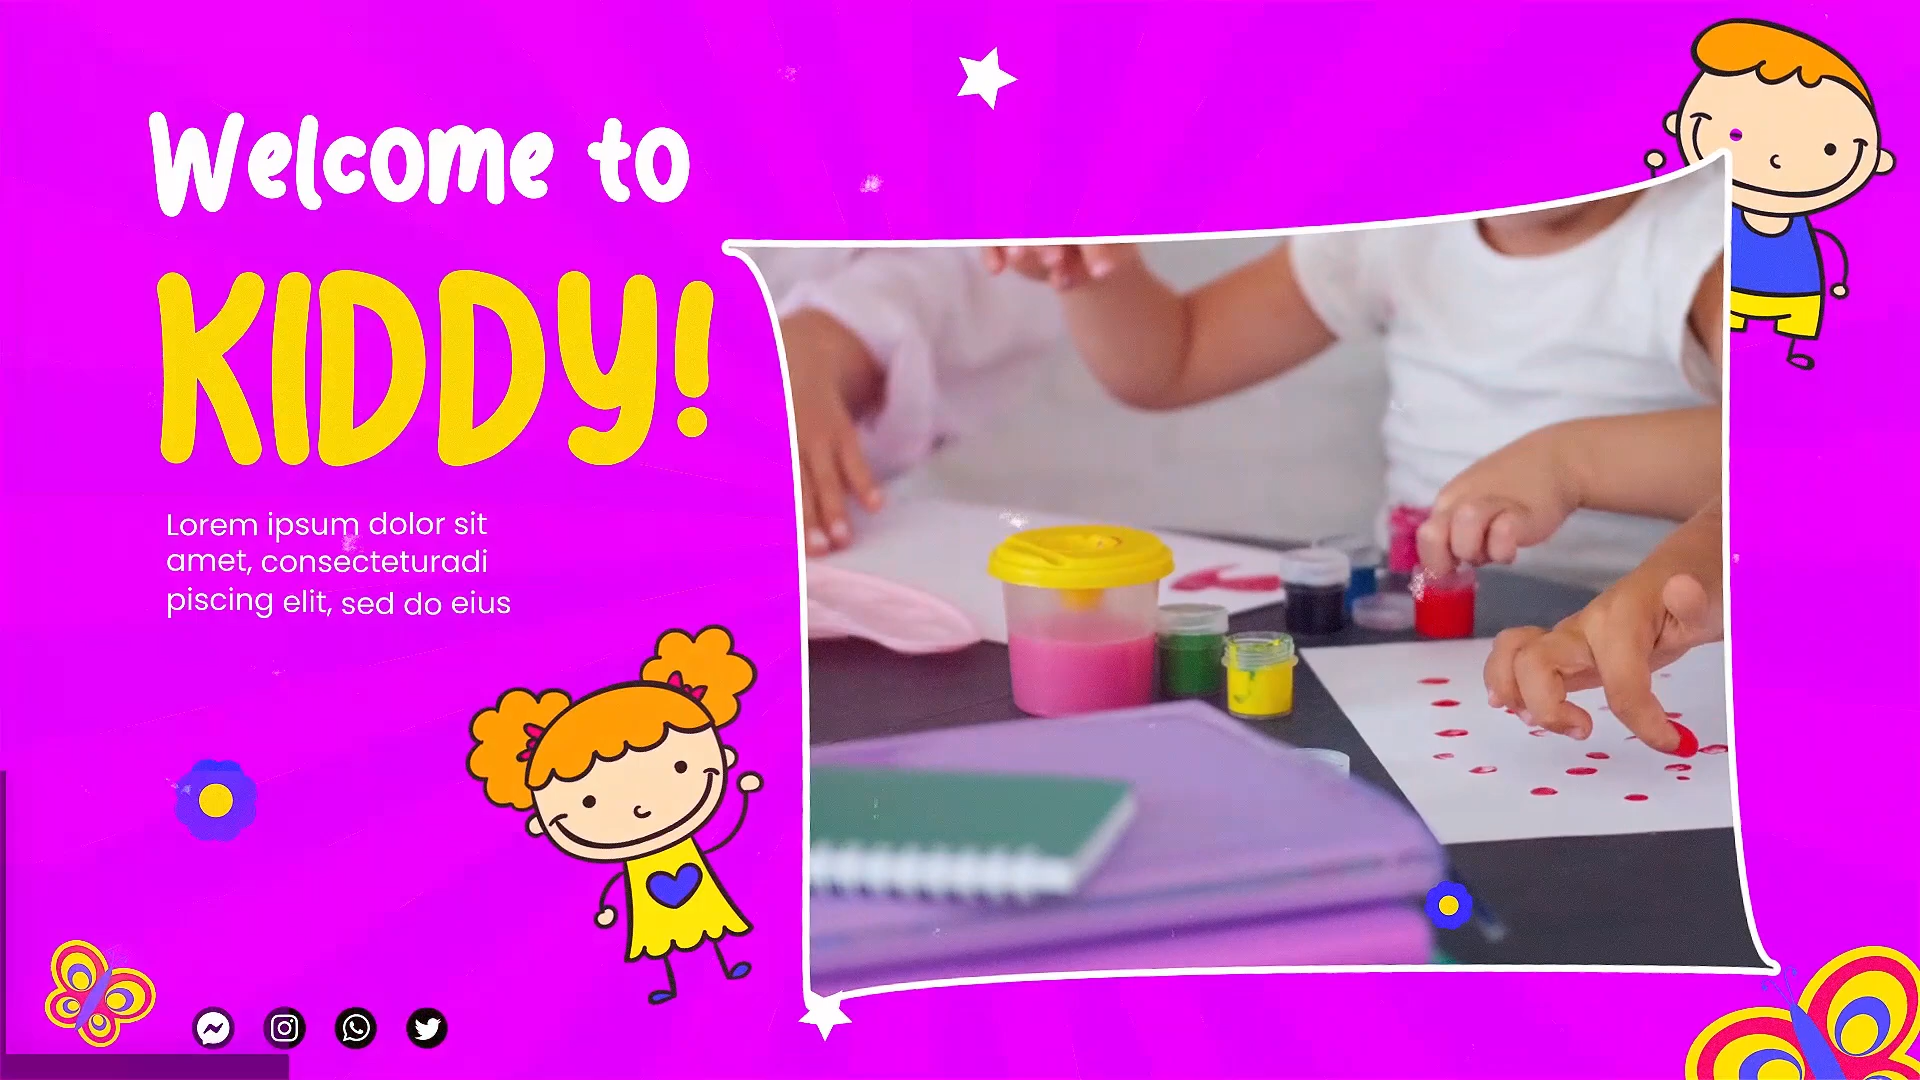 Welcome to
KIDDY!
Lorem ipsum dolor sit
amet, consecteturadi
piscing elit, sed do eius